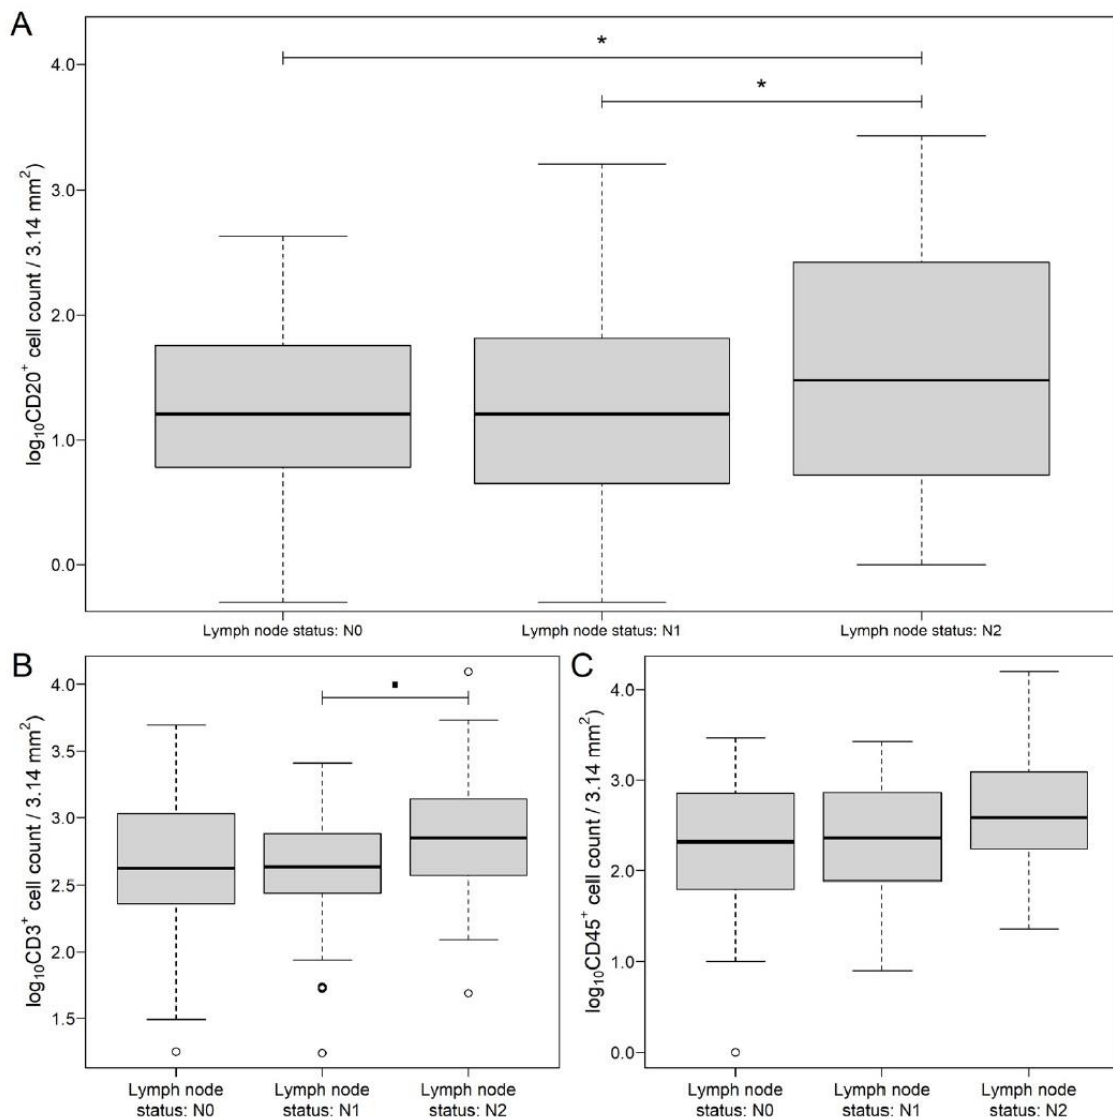 A
*
*
4.0
3.0
2.0
1.0
0.0
log₁₀CD20⁺ cell count / 3.14 mm²)
Lymph node status: N0
Lymph node status: N1
Lymph node status: N2
B
4.0
3.5
3.0
2.5
2.0
1.5
log₁₀CD3⁺ cell count / 3.14 mm²)
Lymph node
status: N0
Lymph node
status: N1
Lymph node
status: N2
C
4.0
3.0
2.0
1.0
0.0
log₁₀CD45⁺ cell count / 3.14 mm²)
Lymph node
status: N0
Lymph node
status: N1
Lymph node
status: N2